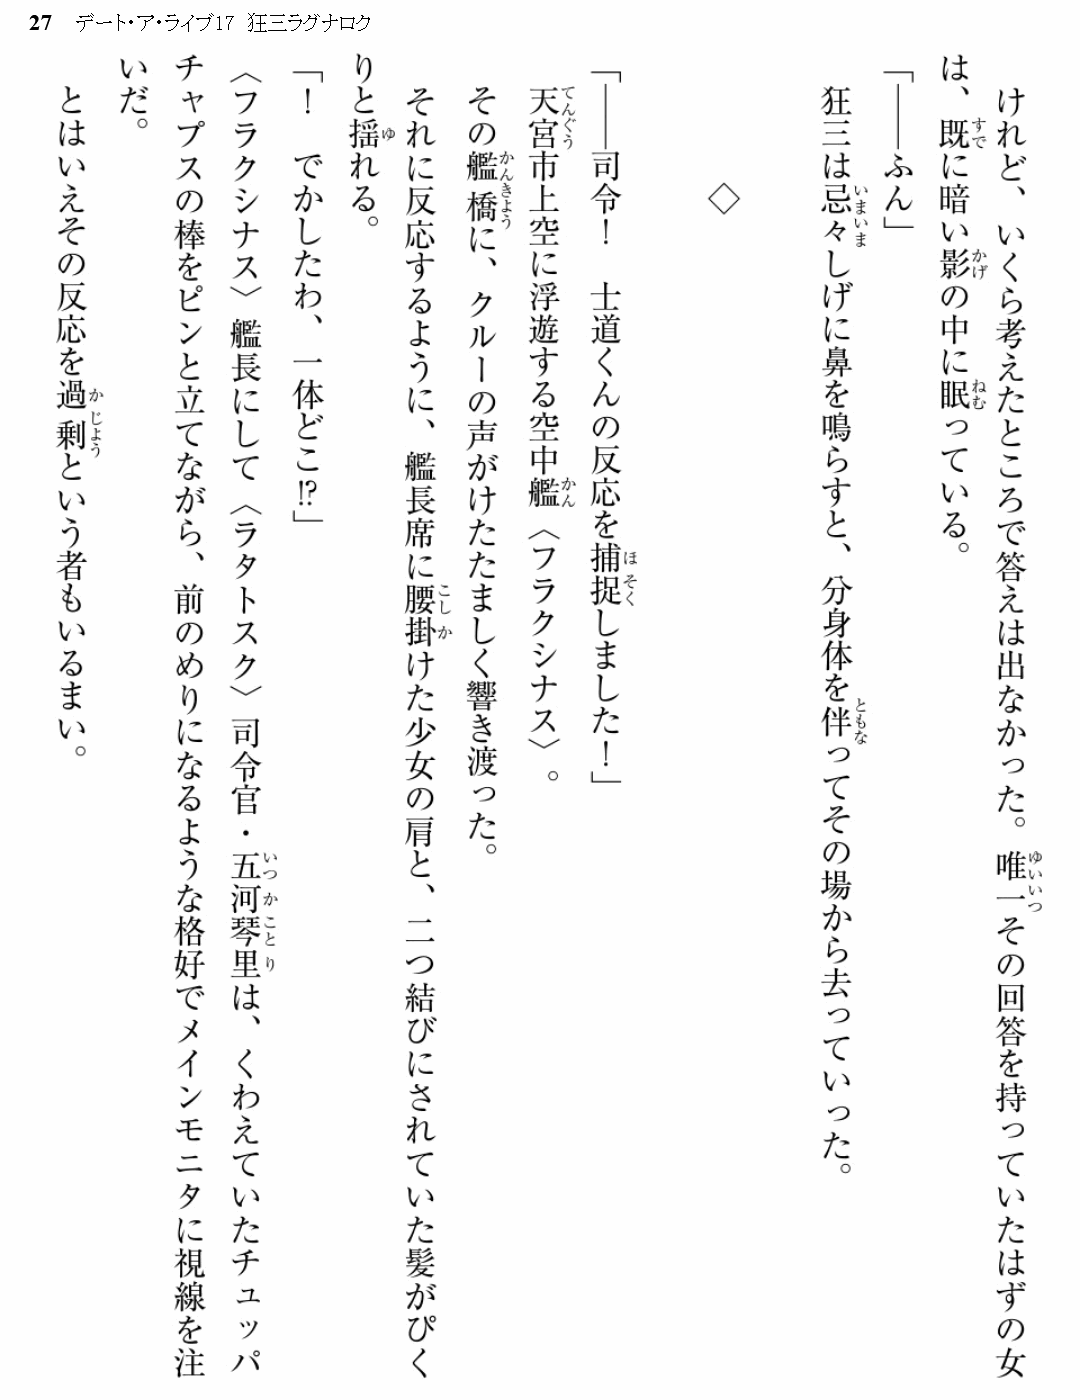 27 デート・ア・ライブ17 狂三ラグナロク
けれど、いくら考えたところで答えは出なかった。唯一その回答を持っていたはずの女
は、既に暗い影の中に眠っている。
「――ふん」
狂三は忌々しげに鼻を鳴らすと、分身体を伴ってその場から去っていった。
◇
「――司令！　士道くんの反応を捕捉しました！」
天宮市上空に浮遊する空中艦〈フラクシナス〉。
その艦橋に、クルーの声がけたたましく響き渡った。
それに反応するように、艦長席に腰掛けた少女の肩と、二つ結びにされていた髪がぴく
りと揺れる。
「！　でかしたわ、一体どこ!?」
〈フラクシナス〉艦長にして〈ラタトスク〉司令官・五河琴里は、くわえていたチュッパ
チャプスの棒をピンと立てながら、前のめりになるような格好でメインモニタに視線を注
いだ。
とはいえその反応を過剰という者もいるまい。